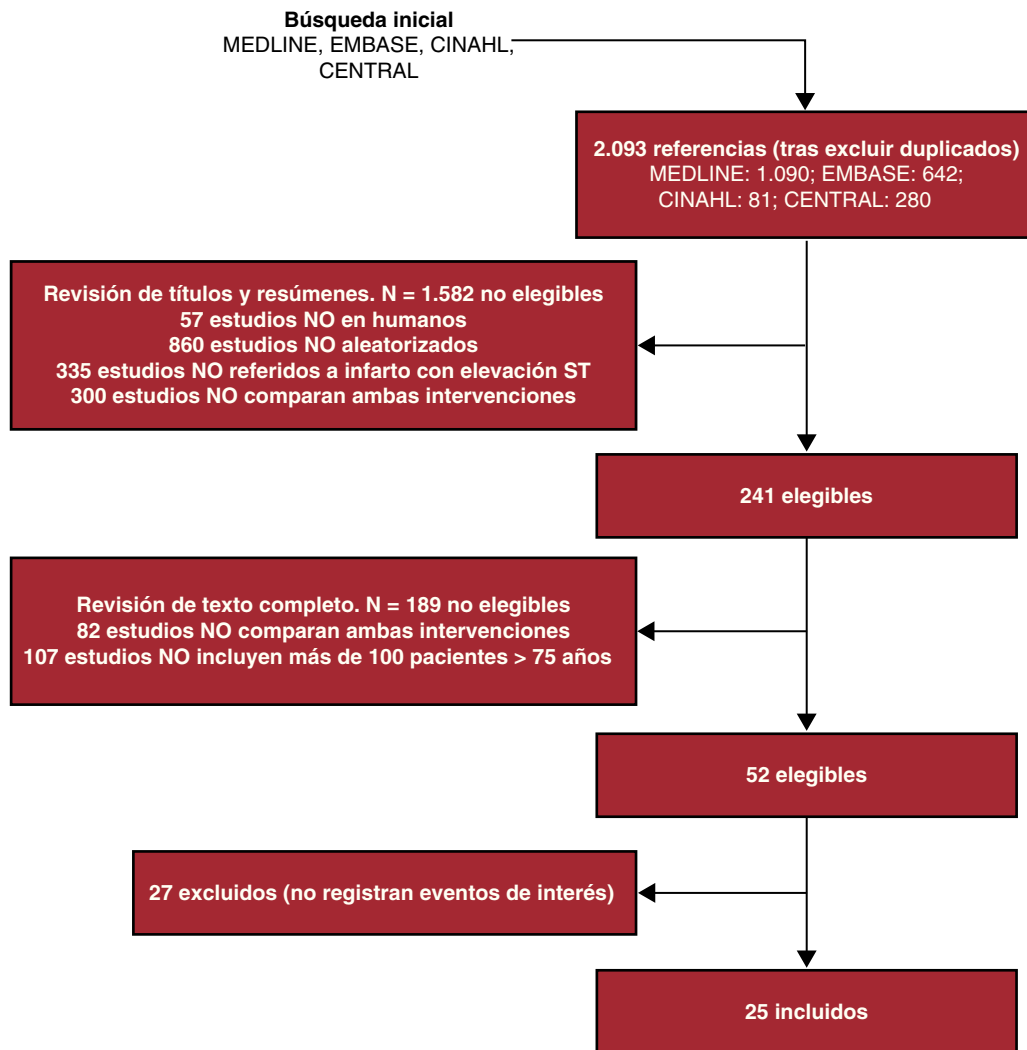 Búsqueda inicial
MEDLINE, EMBASE, CINAHL,
CENTRAL
2.093 referencias (tras excluir duplicados)
MEDLINE: 1.090; EMBASE: 642;
CINAHL: 81; CENTRAL: 280
Revisión de títulos y resúmenes. N = 1.582 no elegibles
57 estudios NO en humanos
860 estudios NO aleatorizados
335 estudios NO referidos a infarto con elevación ST
300 estudios NO comparan ambas intervenciones
241 elegibles
Revisión de texto completo. N = 189 no elegibles
82 estudios NO comparan ambas intervenciones
107 estudios NO incluyen más de 100 pacientes > 75 años
52 elegibles
27 excluidos (no registran eventos de interés)
25 incluidos